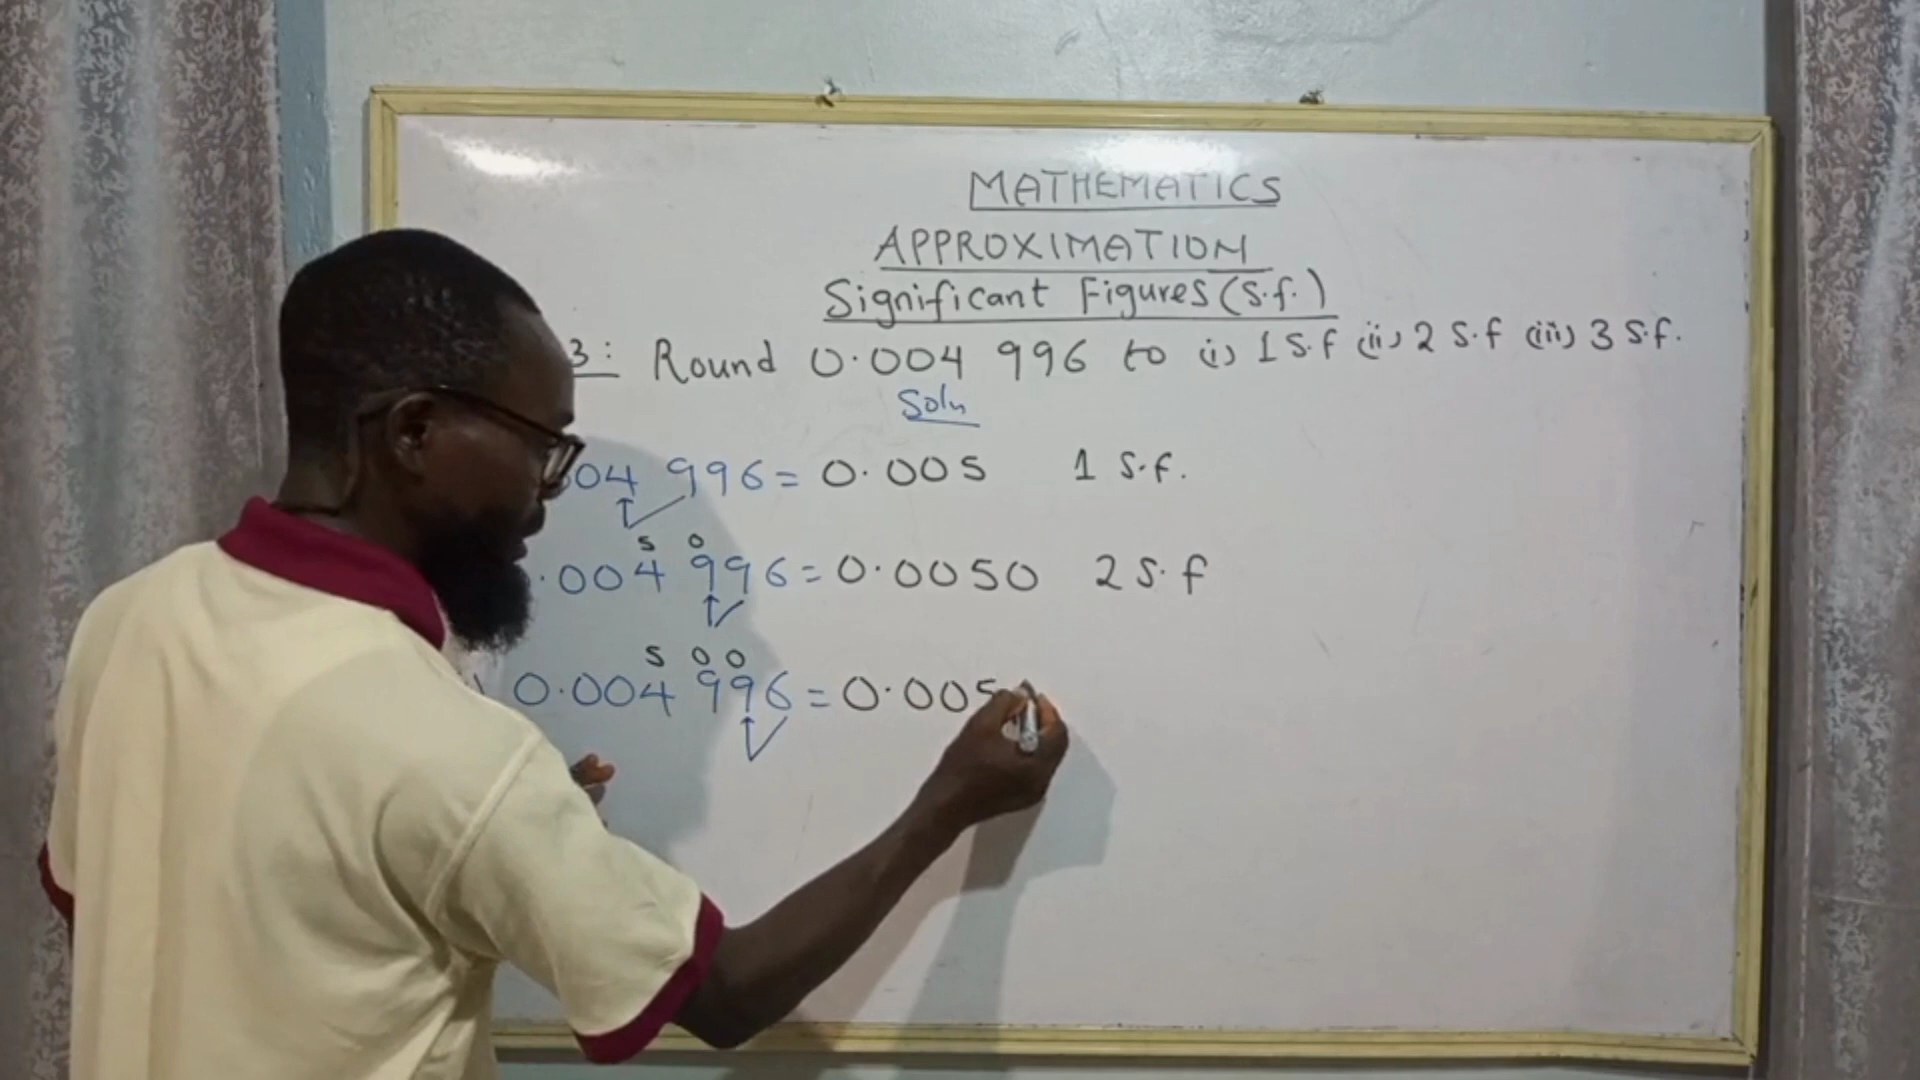 MATHEMATICS
APPROXIMATION
Significant Figures (s.f.)
3: Round 0.004 996 to (i) 1 S.f (ii) 2 S.f (iii) 3 S.f.
Soln
04 996 = 0.005 1 S.f.
5 0
.004 996 = 0.0050 2 S.f
5 0 0
0.004 996 = 0.005